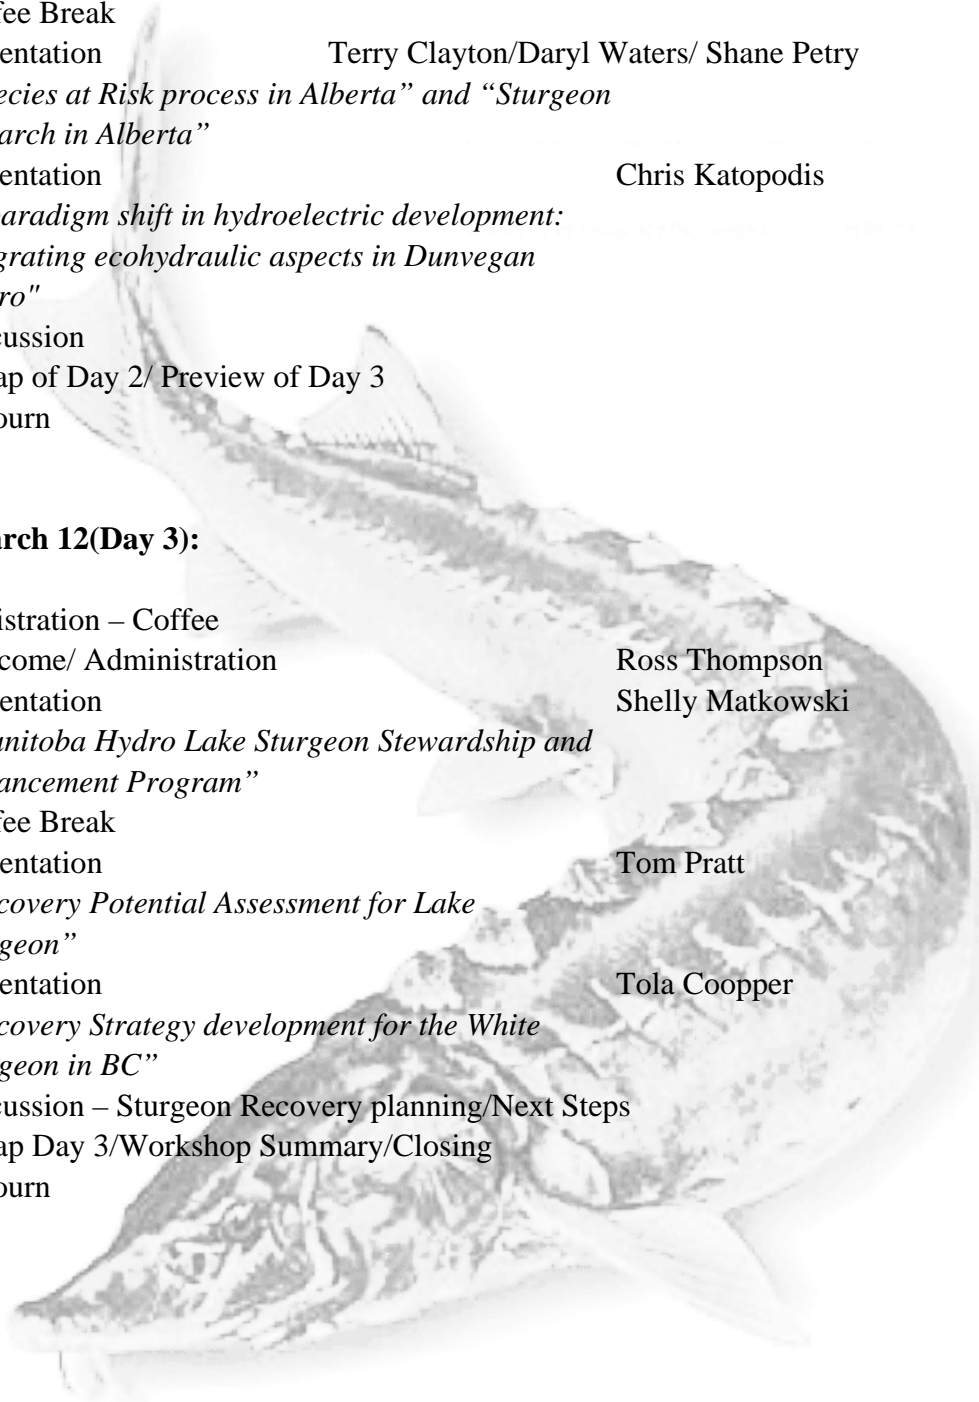 fee Break
entation Terry Clayton/Daryl Waters/ Shane Petry
ecies at Risk process in Alberta” and “Sturgeon
arch in Alberta”
entation Chris Katopodis
paradigm shift in hydroelectric development:
grating ecohydraulic aspects in Dunvegan
ro"
cussion
ap of Day 2/ Preview of Day 3
ourn
arch 12(Day 3):
istration – Coffee
come/ Administration Ross Thompson
entation Shelly Matkowski
anitoba Hydro Lake Sturgeon Stewardship and
ancement Program”
fee Break
entation Tom Pratt
covery Potential Assessment for Lake
geon”
entation Tola Coopper
covery Strategy development for the White
geon in BC”
cussion – Sturgeon Recovery planning/Next Steps
ap Day 3/Workshop Summary/Closing
ourn